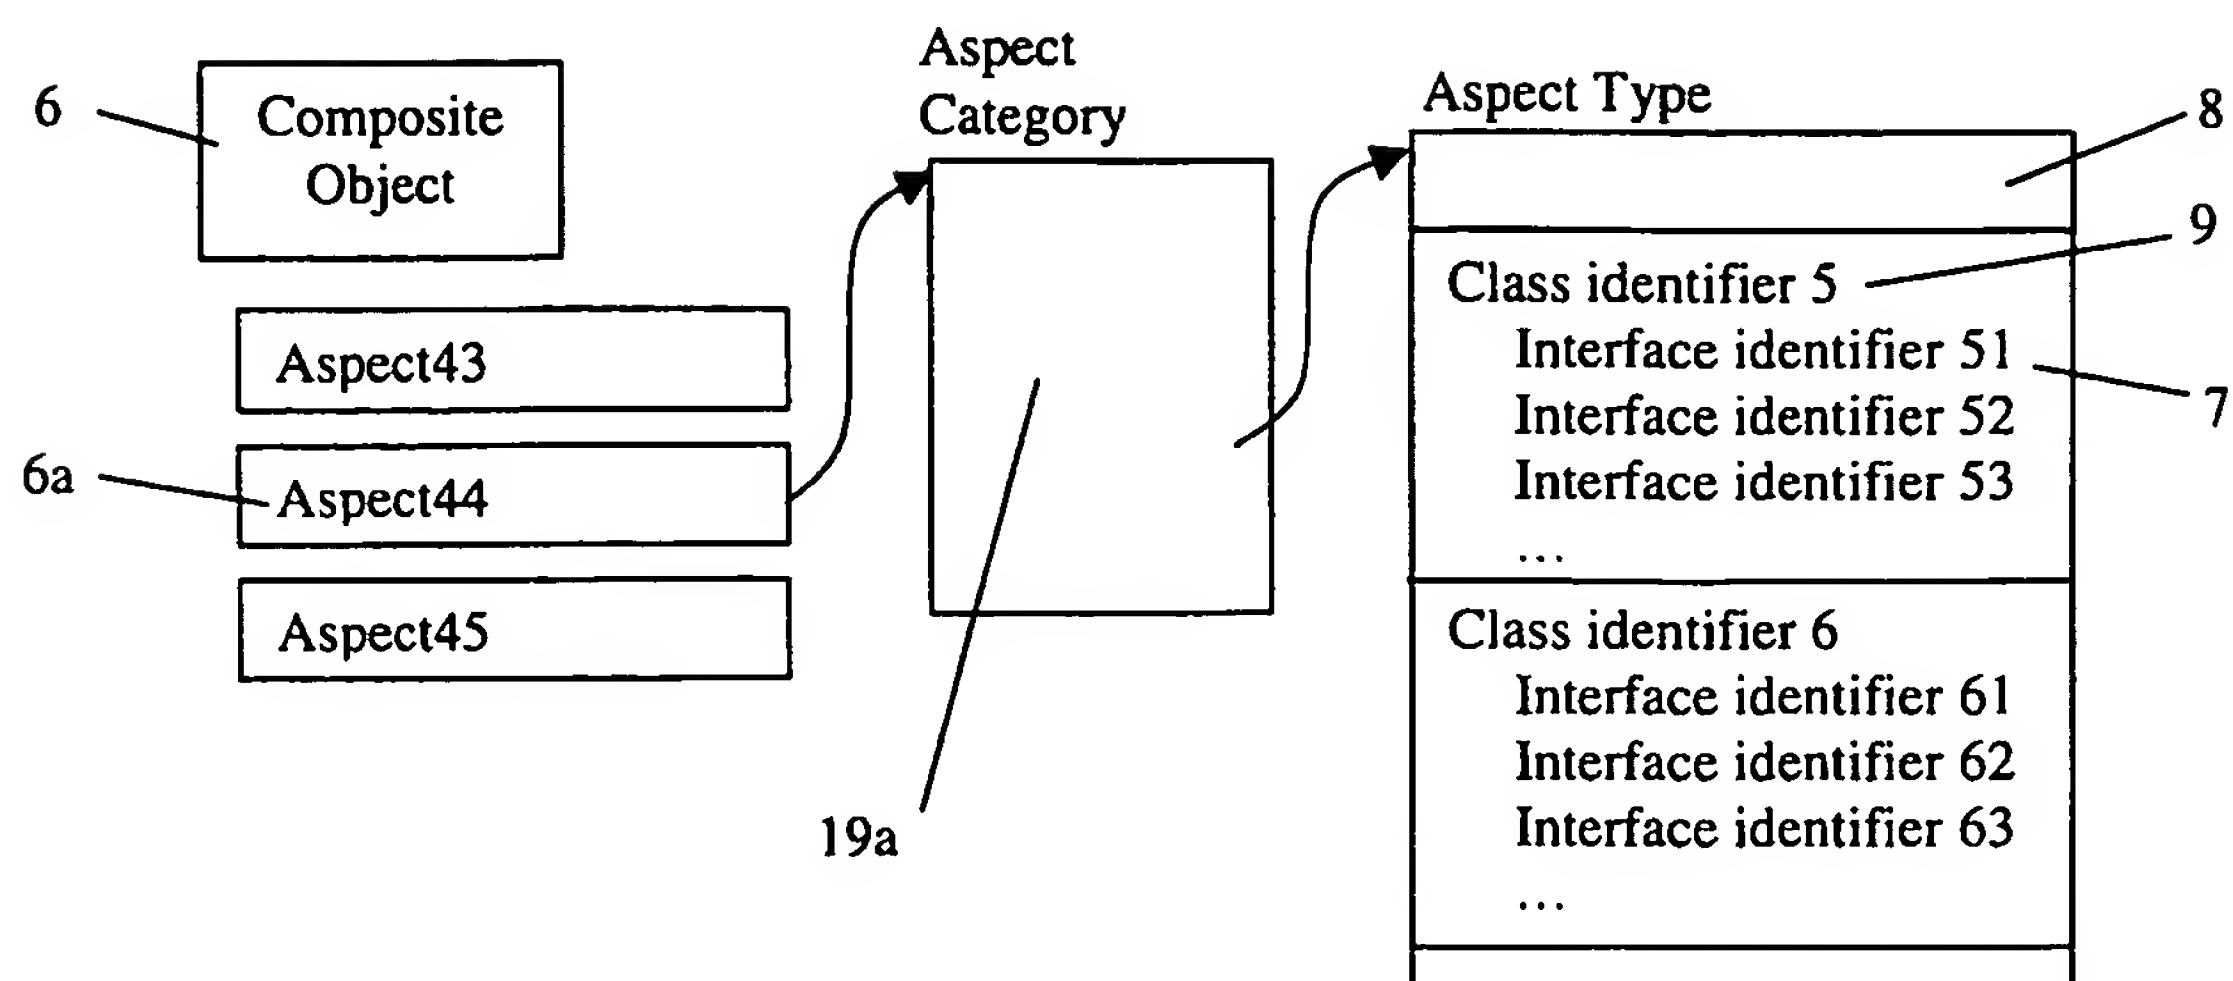 6
Composite
Object
Aspect43
6a
Aspect44
Aspect45
Aspect
Category
19a
Aspect Type
8
9
Class identifier 5
Interface identifier 51
7
Interface identifier 52
Interface identifier 53
...
Class identifier 6
Interface identifier 61
Interface identifier 62
Interface identifier 63
...